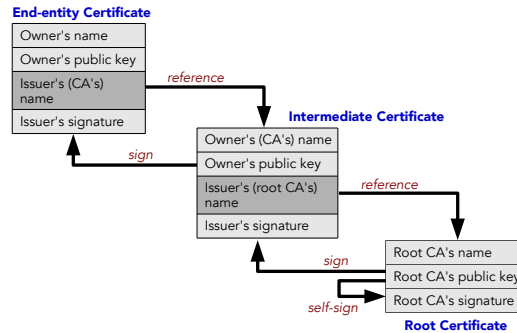 End-entity Certificate
Owner's name
Owner's public key
Issuer's (CA's)
name
Issuer's signature
reference
sign
Intermediate Certificate
Owner's (CA's) name
Owner's public key
Issuer's (root CA's)
name
Issuer's signature
reference
sign
self-sign
Root CA's name
Root CA's public key
Root CA's signature
Root Certificate